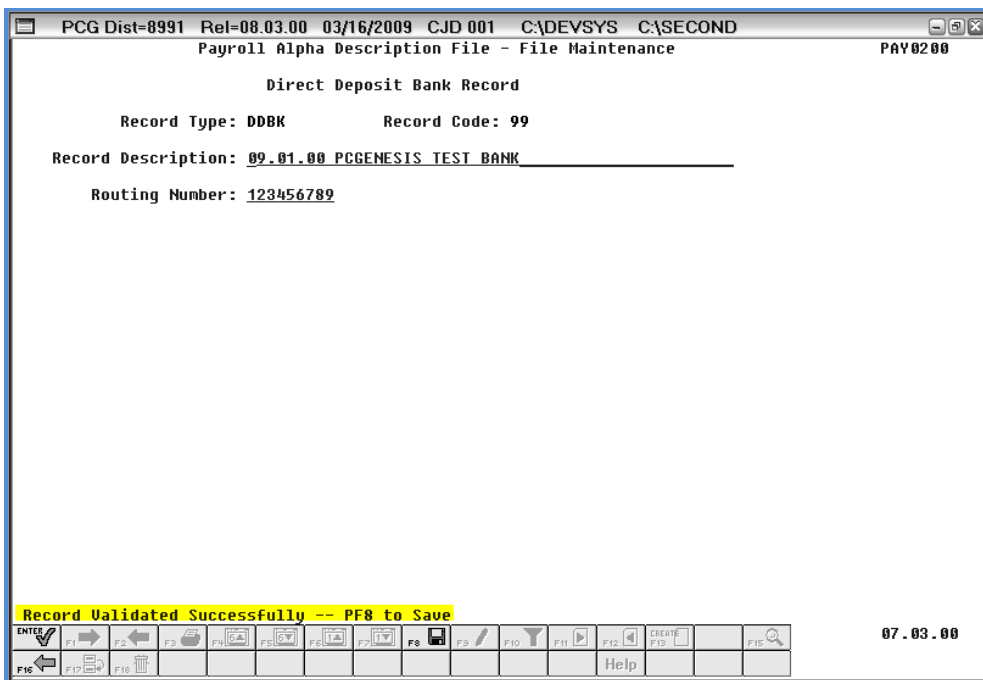 PCG Dist=8991 Rel=08.03.00 03/16/2009 CJD 001 C:\DEVSYS C:\SECOND
Payroll Alpha Description File - File Maintenance PAY0200
Direct Deposit Bank Record
Record Type: DDBK Record Code: 99
Record Description: 09.01.00 PCGENESIS TEST BANK
Routing Number: 123456789
Record Validated Successfully -- PF8 to Save
ENTER F1 F2 F3 F4 F5 F6 F7 F8 F9 F10 F11 F12 CREATE F13 F15 07.03.00
F16 F17 F18 Help